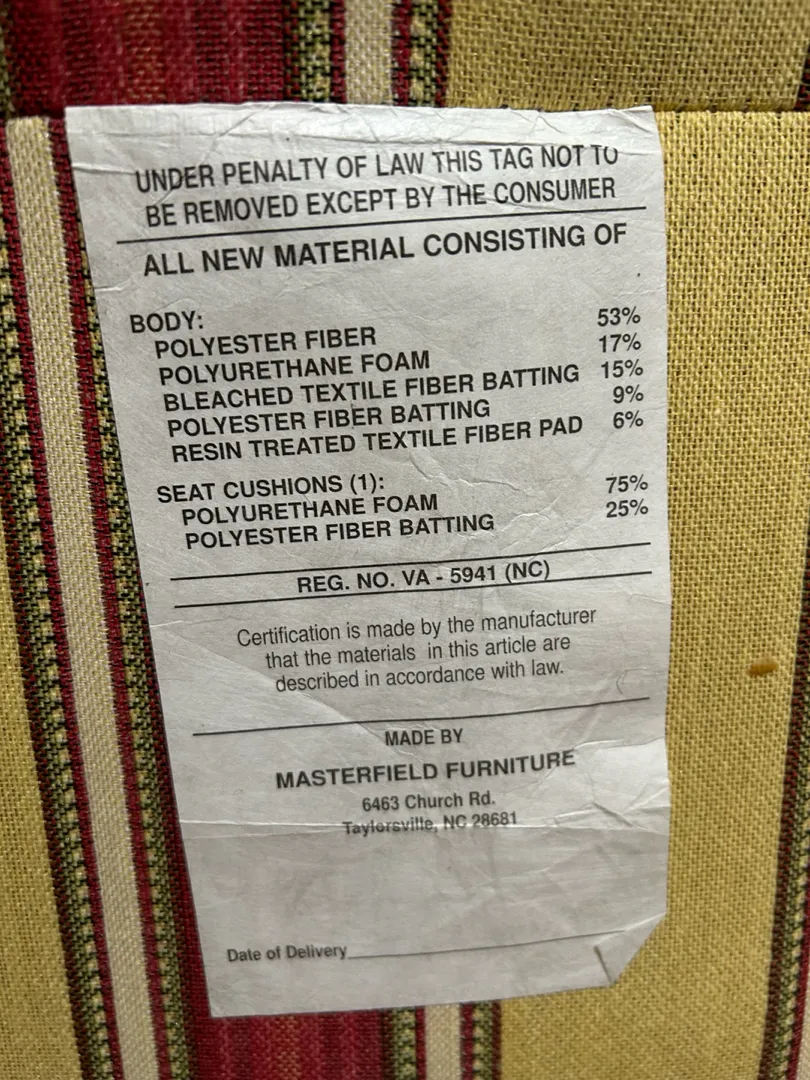 UNDER PENALTY OF LAW THIS TAG NOT TO
BE REMOVED EXCEPT BY THE CONSUMER
ALL NEW MATERIAL CONSISTING OF
BODY:
POLYESTER FIBER 53%
POLYURETHANE FOAM 17%
BLEACHED TEXTILE FIBER BATTING 15%
POLYESTER FIBER BATTING 9%
RESIN TREATED TEXTILE FIBER PAD 6%
SEAT CUSHIONS (1):
POLYURETHANE FOAM 75%
POLYESTER FIBER BATTING 25%
REG. NO. VA - 5941 (NC)
Certification is made by the manufacturer
that the materials in this article are
described in accordance with law.
MADE BY
MASTERFIELD FURNITURE
6463 Church Rd.
Taylorsville, NC 28681
Date of Delivery